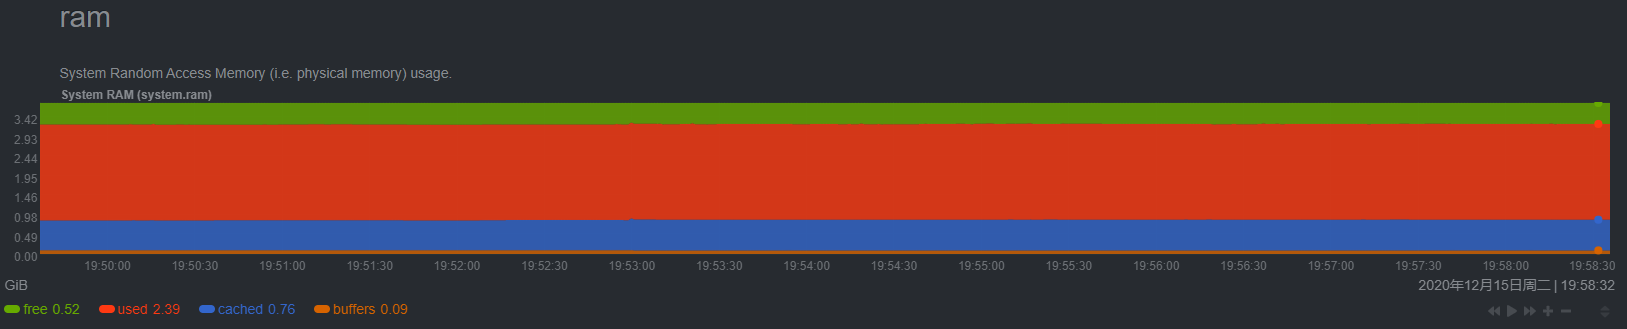 ram
System Random Access Memory (i.e. physical memory) usage.
System RAM (system.ram)
3.42
2.93
2.44
1.95
1.46
0.98
0.49
0.00
19:50:00 19:50:30 19:51:00 19:51:30 19:52:00 19:52:30 19:53:00 19:53:30 19:54:00 19:54:30 19:55:00 19:55:30 19:56:00 19:56:30 19:57:00 19:57:30 19:58:00 19:58:30
GiB 2020年12月15日周二 | 19:58:32
free 0.52 used 2.39 cached 0.76 buffers 0.09